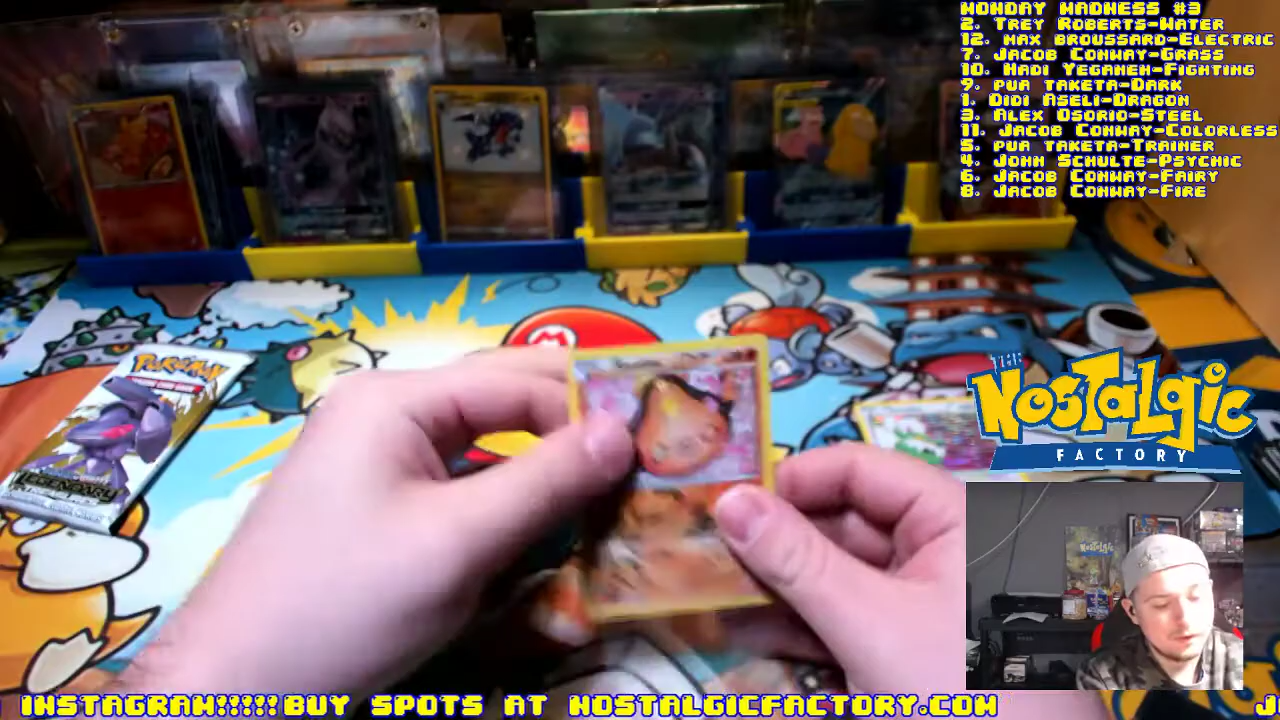 MONDAY MADNESS #3
2. TREY ROBERTS-WATER
12. MAX BROUSSARD-ELECTRIC
7. JACOB CONWAY-GRASS
10. HADI YEGANEH-FIGHTING
9. PUA TAKETA-DARK
1. DIDI ASELI-DRAGON
3. ALEX OSORIO-STEEL
11. JACOB CONWAY-COLORLESS
5. PUA TAKETA-TRAINER
4. JOHN SCHULTE-PSYCHIC
6. JACOB CONWAY-FAIRY
8. JACOB CONWAY-FIRE
POKéMON
LEGENDARY
M
THE
NOSTALGIC
FACTORY
NOSTALGIC
INSTAGRAM!!!!!BUY SPOTS AT NOSTALGICFACTORY.COM